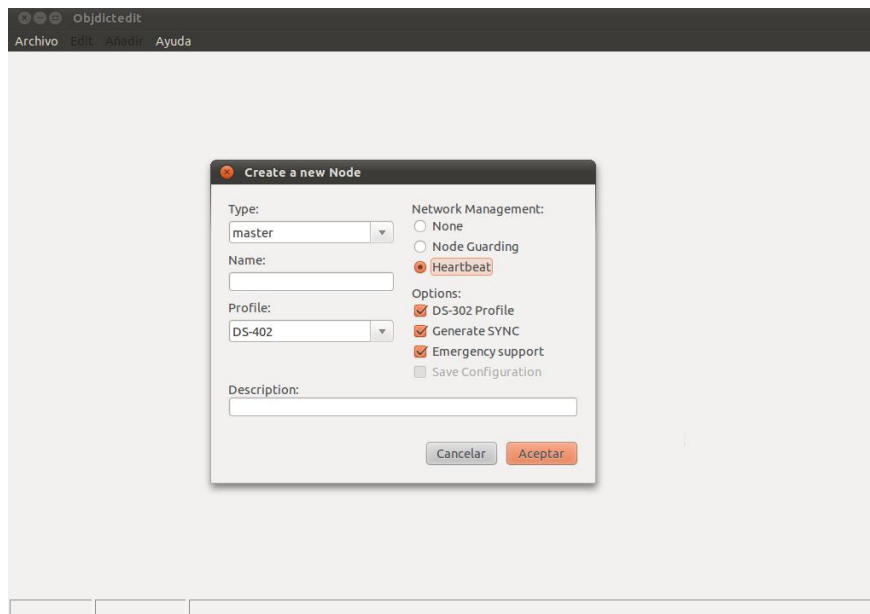 Objdictedit
Archivo Edit Añadir Ayuda
Create a new Node
Type:
master
Name:
Profile:
DS-402
Network Management:
None
Node Guarding
Heartbeat
Options:
DS-302 Profile
Generate SYNC
Emergency support
Save Configuration
Description:
Cancelar Aceptar